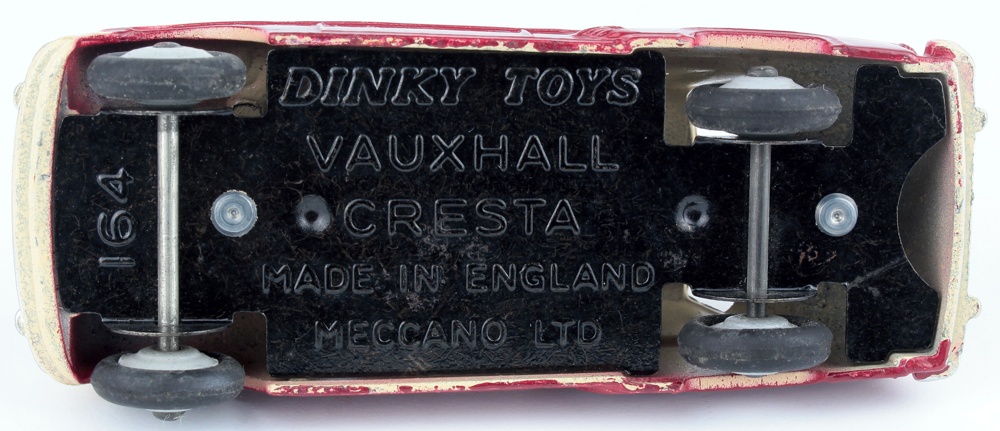 DINKY TOYS
VAUXHALL
CRESTA
MADE IN ENGLAND
MECCANO LTD
164